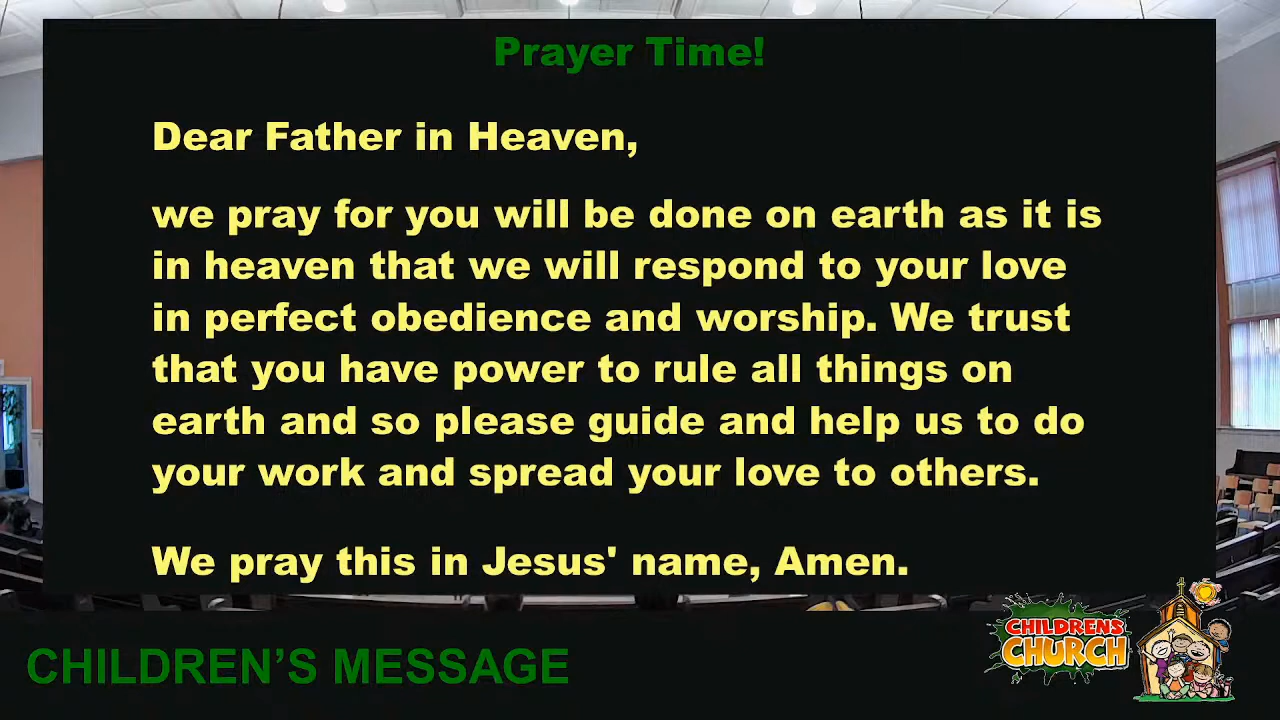 Prayer Time!
Dear Father in Heaven,
we pray for you will be done on earth as it is
in heaven that we will respond to your love
in perfect obedience and worship. We trust
that you have power to rule all things on
earth and so please guide and help us to do
your work and spread your love to others.
We pray this in Jesus' name, Amen.
CHILDRENS
CHURCH
CHILDREN’S MESSAGE